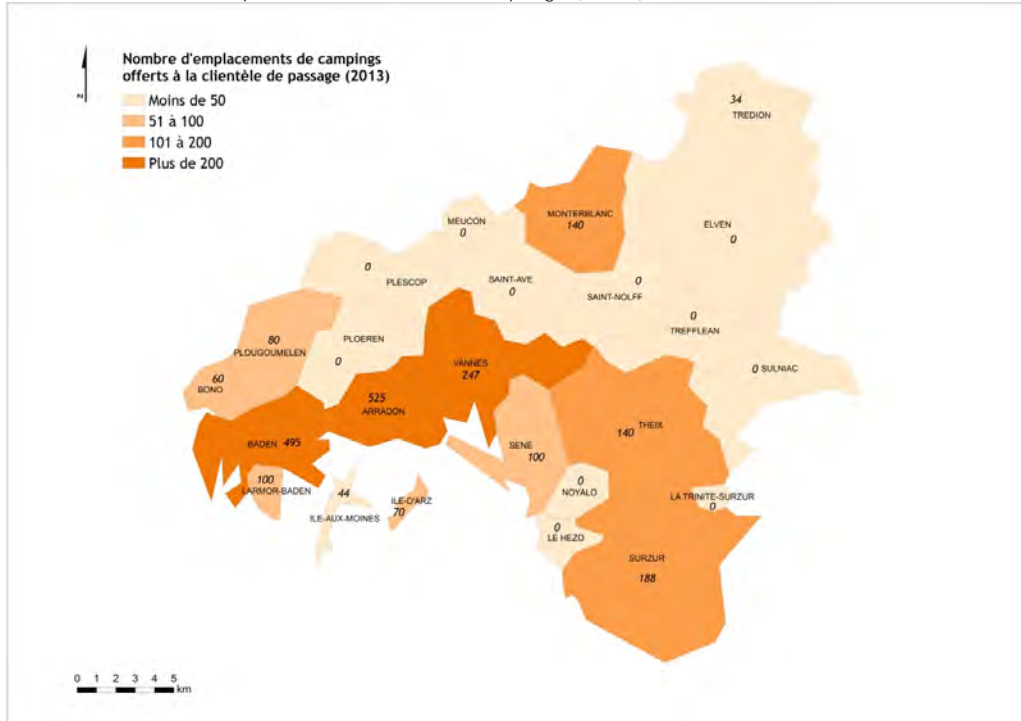 Nombre d'emplacements de campings
offerts à la clientèle de passage (2013)
N
Moins de 50
51 à 100
101 à 200
Plus de 200
34
TREDION
MONTERBLANC
140
MEUCON
0
ELVEN
0
0
PLESCOP
SAINT-AVE
0
0
SAINT-NOLFF
0
TREFFLEAN
80
PLOUGOUMELEN
PLOEREN
0
VANNES
247
0 SULNIAC
60
BONO
525
ARRADON
BADEN 495
140 THEIX
SENE
100
100
LARMOR-BADEN
44
ILE-AUX-MOINES
ILE-D'ARZ
70
0
NOYALO
LA TRINITE-SURZUR
0
0
LE HEZO
SURZUR
188
0 1 2 3 4 5
km